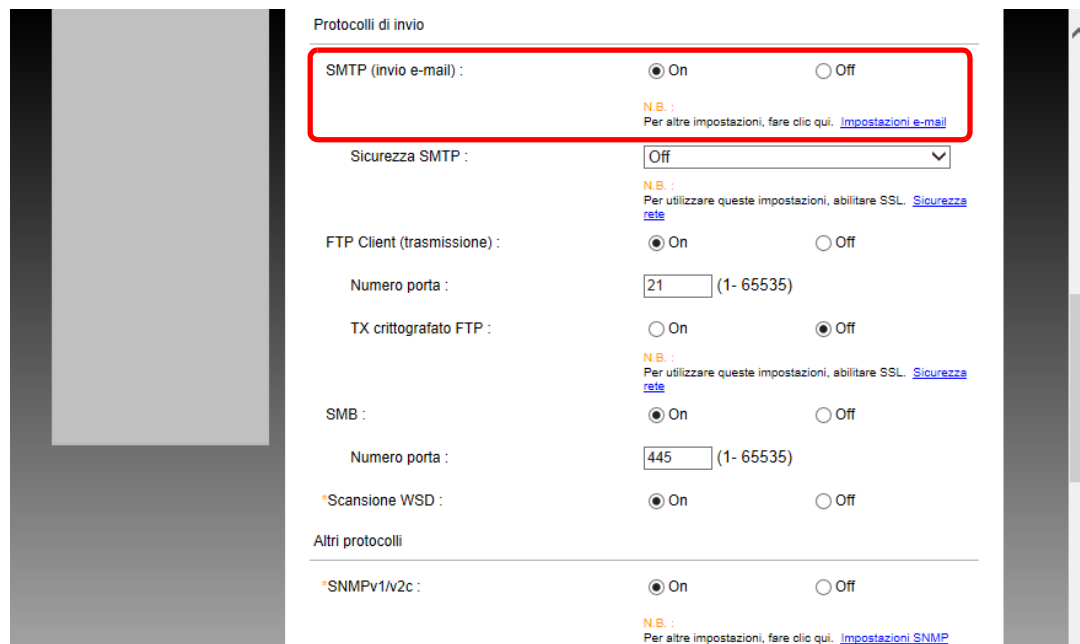 Protocolli di invio
SMTP (invio e-mail) : On Off
N.B. :
Per altre impostazioni, fare clic qui. Impostazioni e-mail
Sicurezza SMTP : Off
N.B. :
Per utilizzare queste impostazioni, abilitare SSL. Sicurezza
rete
FTP Client (trasmissione) : On Off
Numero porta : 21 (1- 65535)
TX crittografato FTP : On Off
N.B. :
Per utilizzare queste impostazioni, abilitare SSL. Sicurezza
rete
SMB : On Off
Numero porta : 445 (1- 65535)
*Scansione WSD : On Off
Altri protocolli
*SNMPv1/v2c : On Off
N.B. :
Per altre impostazioni, fare clic qui. Impostazioni SNMP